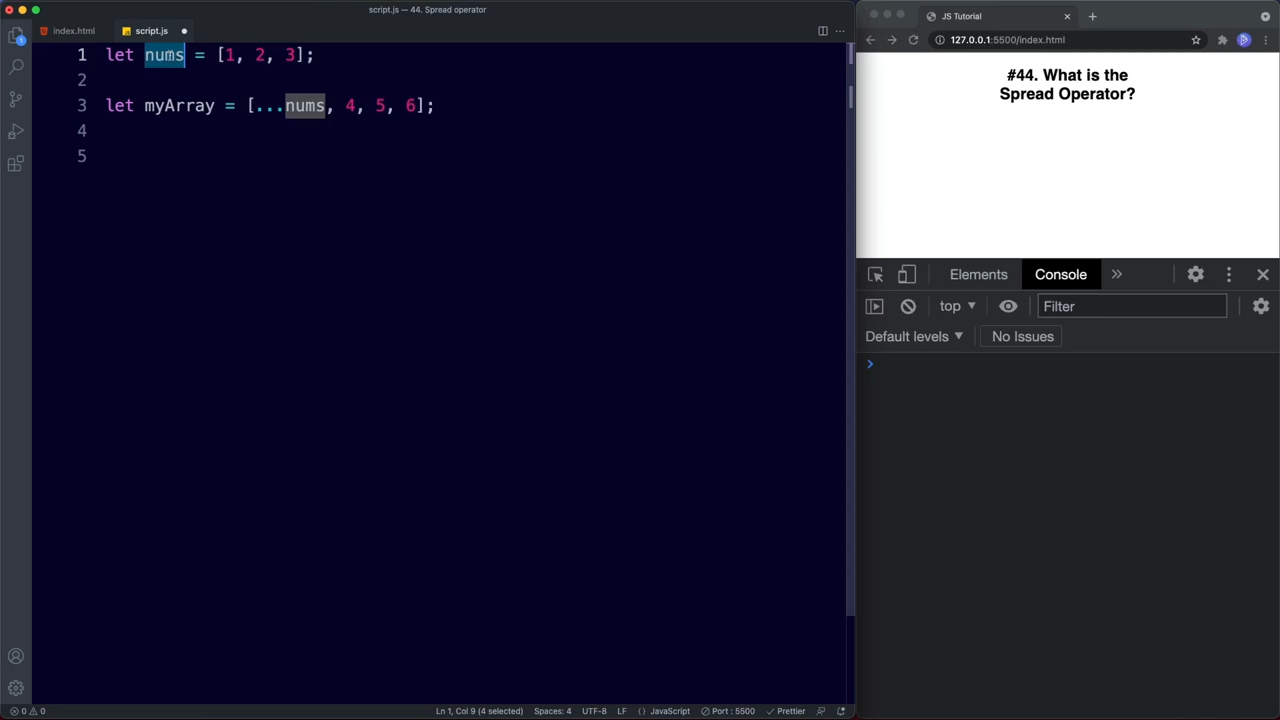 script.js — 44. Spread operator
index.html
script.js
1 let nums = [1, 2, 3];
2
3 let myArray = [...nums, 4, 5, 6];
4
5
1
0 0
Ln 1, Col 9 (4 selected) Spaces: 4 UTF-8 LF {} JavaScript Port : 5500 Prettier
JS Tutorial
127.0.0.1:5500/index.html
#44. What is the
Spread Operator?
Elements Console
top Filter
Default levels No Issues